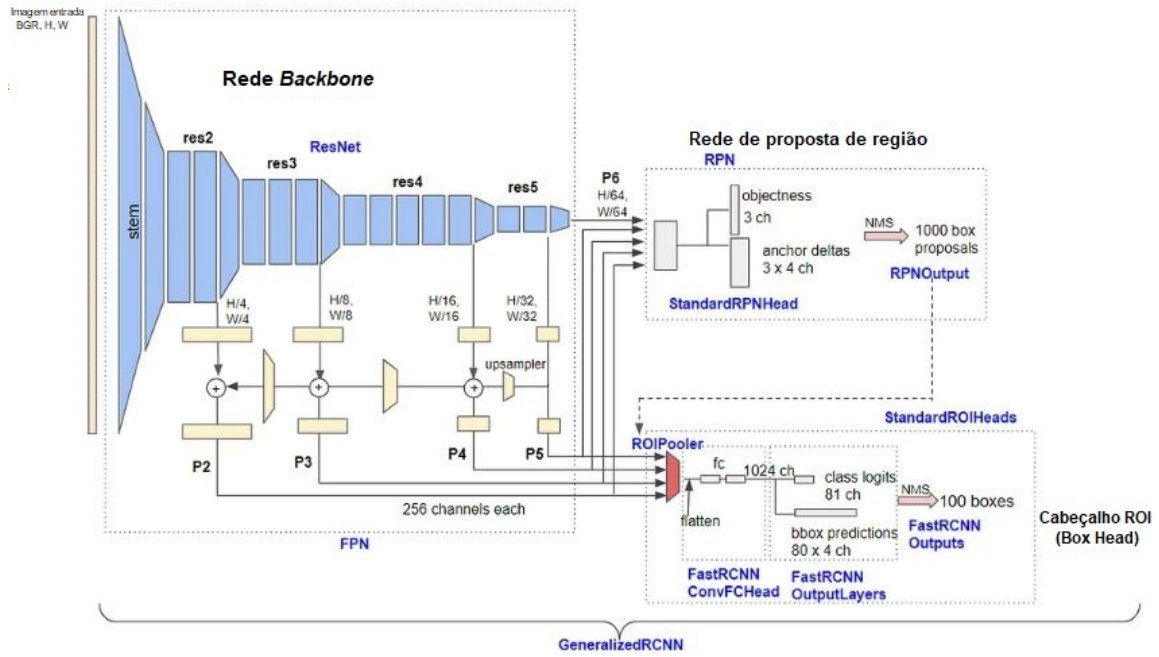 Imagem entrada
BGR, H, W
Rede Backbone
ResNet
stem
res2
res3
res4
res5
H/4,
W/4
H/8,
W/8
H/16,
W/16
H/32,
W/32
upsampler
+
+
+
P2
P3
P4
P5
256 channels each
FPN
P6
H/64,
W/64
Rede de proposta de região
RPN
objectness
3 ch
anchor deltas
3 x 4 ch
StandardRPNHead
NMS
1000 box
proposals
RPNOutput
StandardROIHeads
ROIPooler
fc
1024 ch
flatten
class logits
81 ch
bbox predictions
80 x 4 ch
NMS
100 boxes
FastRCNN
Outputs
FastRCNN
ConvFCHead
FastRCNN
OutputLayers
Cabeçalho ROI
(Box Head)
GeneralizedRCNN